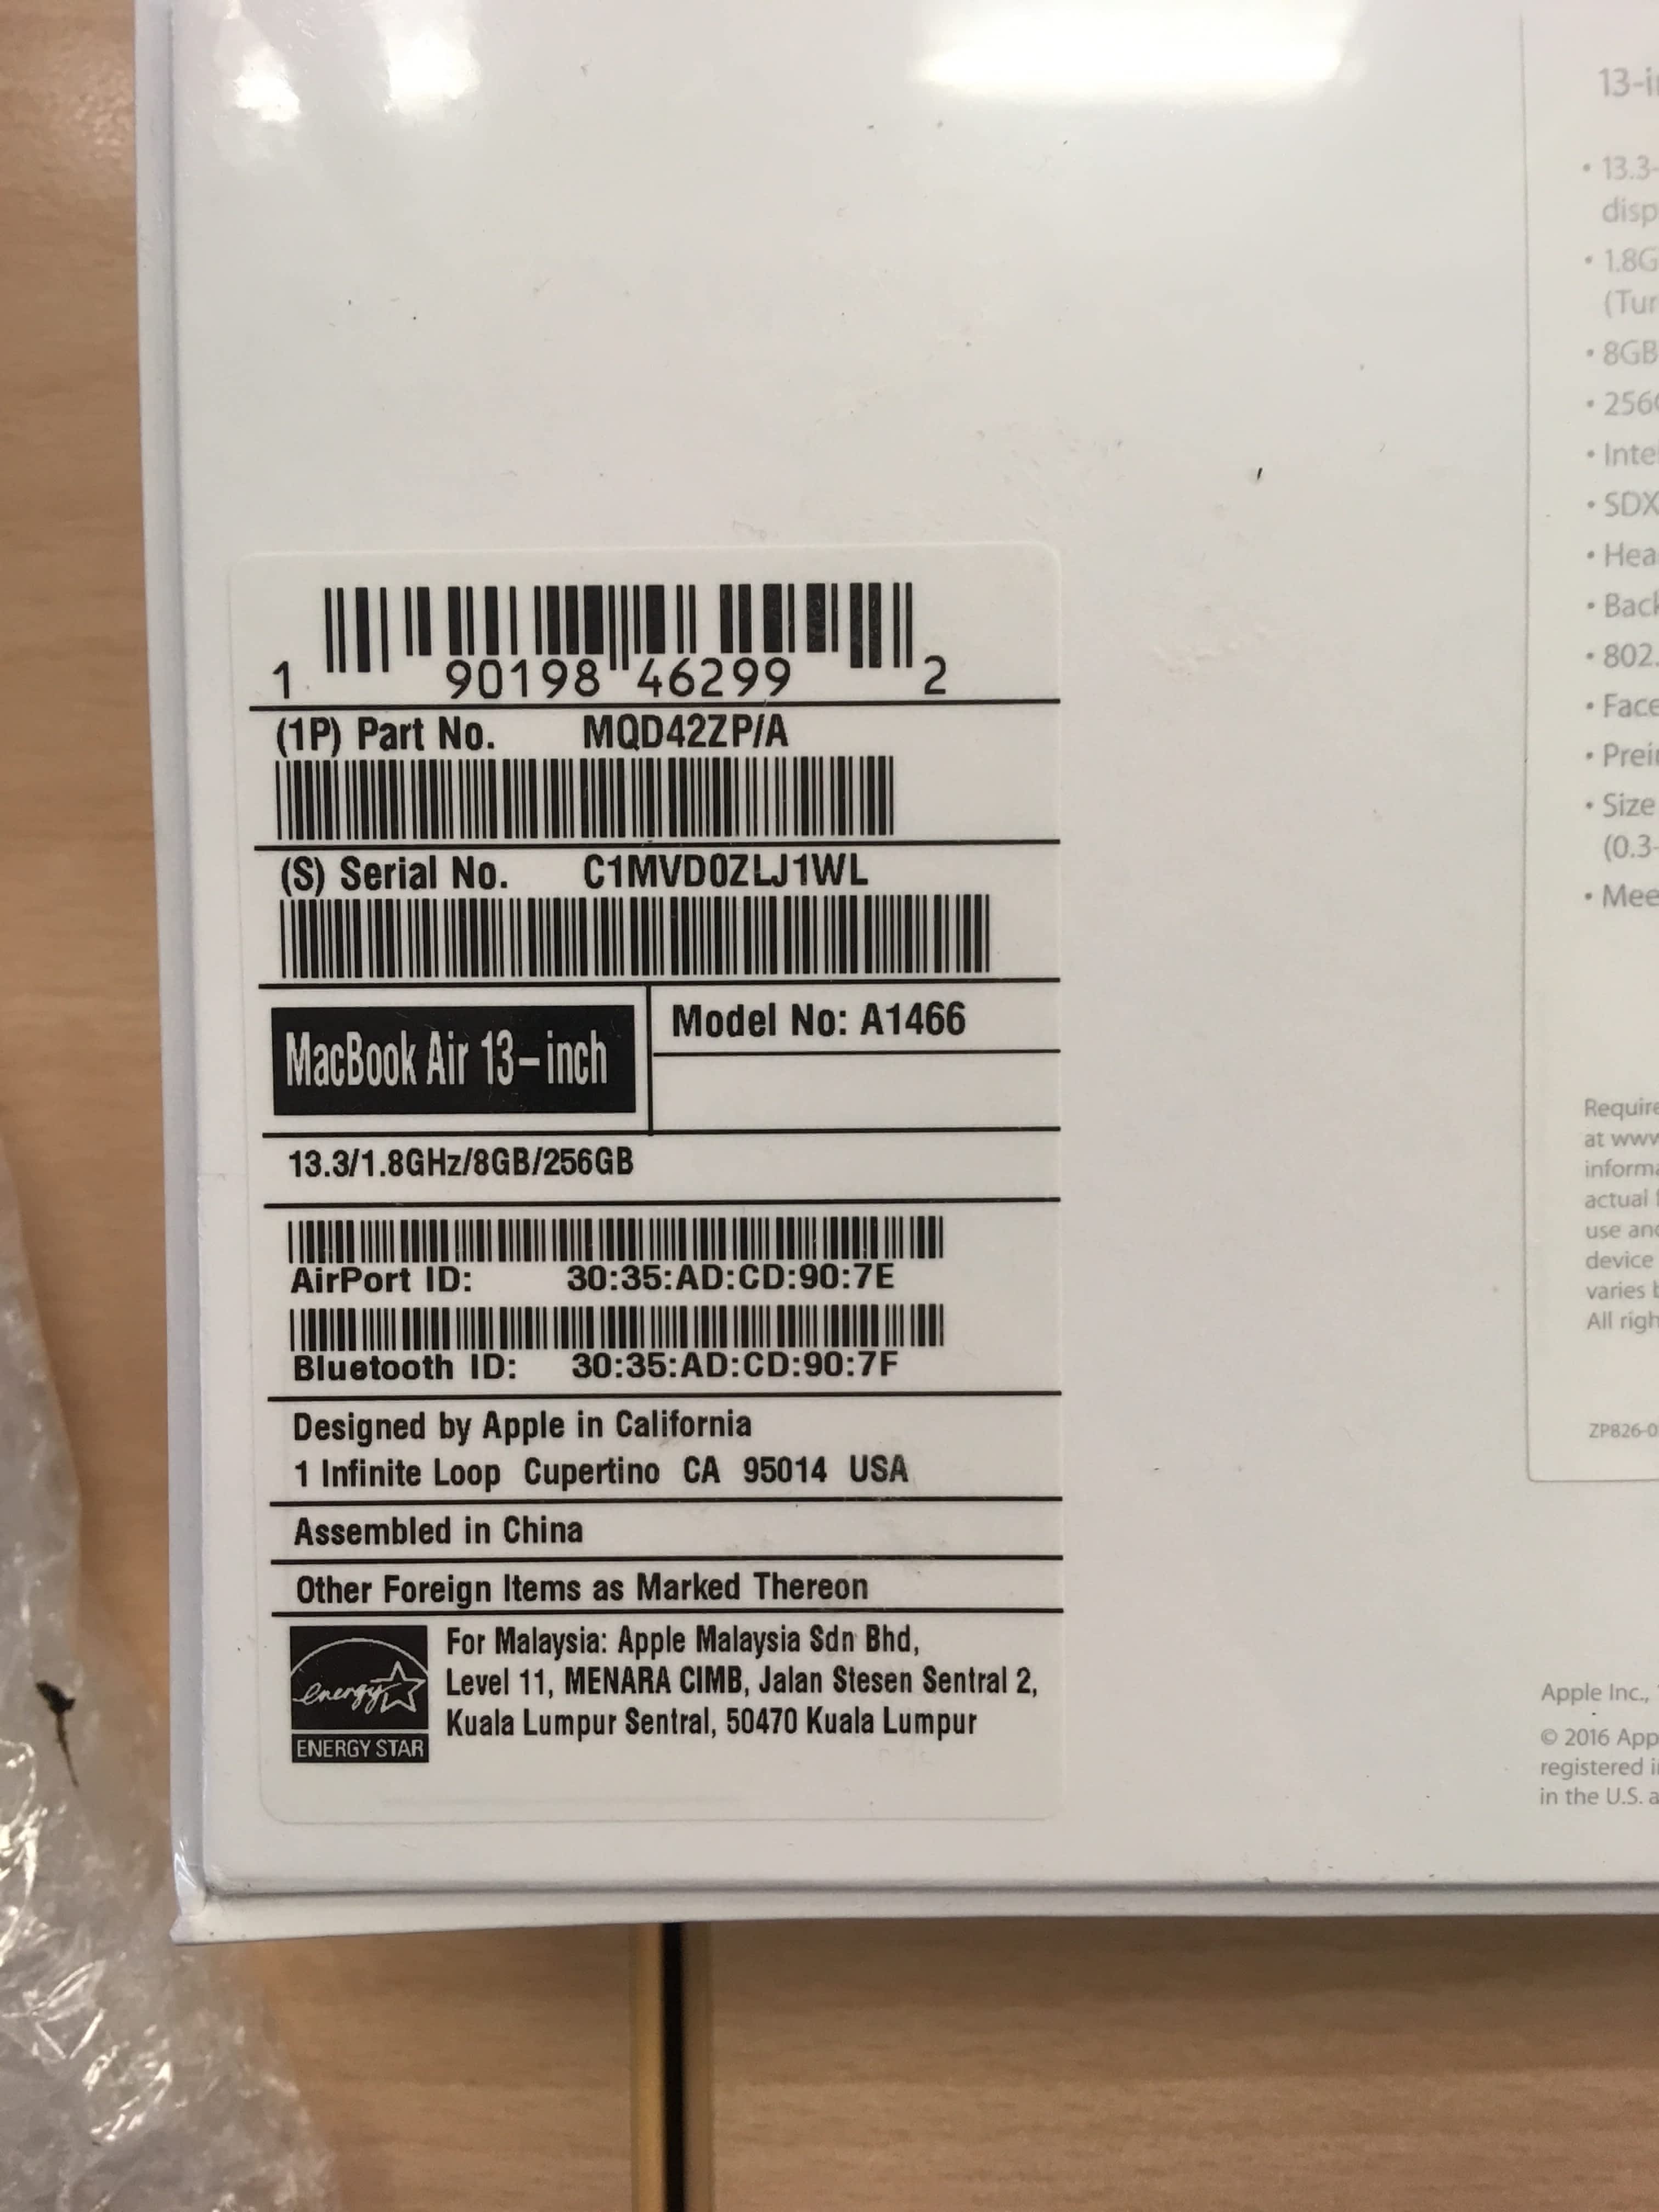 1 90198 46299 2
(1P) Part No. MQD42ZP/A
(S) Serial No. C1MVD0ZLJ1WL
MacBook Air 13-inch
Model No: A1466
13.3/1.8GHz/8GB/256GB
AirPort ID: 30:35:AD:CD:90:7E
Bluetooth ID: 30:35:AD:CD:90:7F
Designed by Apple in California
1 Infinite Loop Cupertino CA 95014 USA
Assembled in China
Other Foreign Items as Marked Thereon
energy
ENERGY STAR
For Malaysia: Apple Malaysia Sdn Bhd,
Level 11, MENARA CIMB, Jalan Stesen Sentral 2,
Kuala Lumpur Sentral, 50470 Kuala Lumpur
13-i
• 13.3-
disp
• 1.8G
(Tur
• 8GB
• 256
• Inte
• SDX
• Hea
• Back
• 802.
• Face
• Prei
• Size
(0.3-
• Mee
Require
at www
informa
actual
use and
device
varies
All righ
ZP826-0
Apple Inc.,
© 2016 App
registered i
in the U.S. a